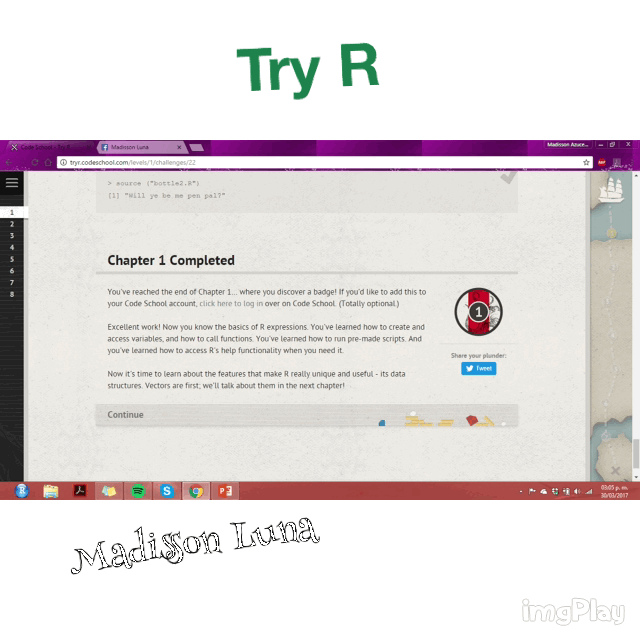 Try R
Code School - Try R
Madisson Luna
Madisson Azuce...
tryr.codeschool.com/levels/1/challenges/22
> source ("bottle2.R")
[1] "Will ye be me pen pal?"
1
2
3
4
5
6
7
8
Chapter 1 Completed
You've reached the end of Chapter 1... where you discover a badge! If you'd like to add this to
your Code School account, click here to log in over on Code School. (Totally optional.)
Excellent work! Now you know the basics of R expressions. You've learned how to create and
access variables, and how to call functions. You've learned how to run pre-made scripts. And
you've learned how to access R's help functionality when you need it.
Now it's time to learn about the features that make R really unique and useful - its data
structures. Vectors are first; we'll talk about them in the next chapter!
1
Share your plunder:
Tweet
Continue
03:05 p. m.
30/03/2017
Madisson Luna
imgPlay